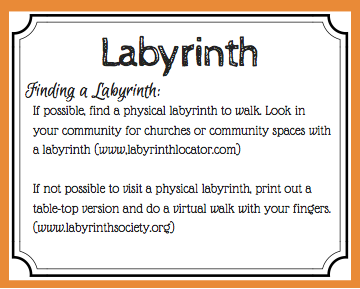 Labyrinth
Finding a Labyrinth:
If possible, find a physical labyrinth to walk. Look in
your community for churches or community spaces with
a labyrinth (www.labyrinthlocator.com)
If not possible to visit a physical labyrinth, print out a
table-top version and do a virtual walk with your fingers.
(www.labyrinthsociety.org)